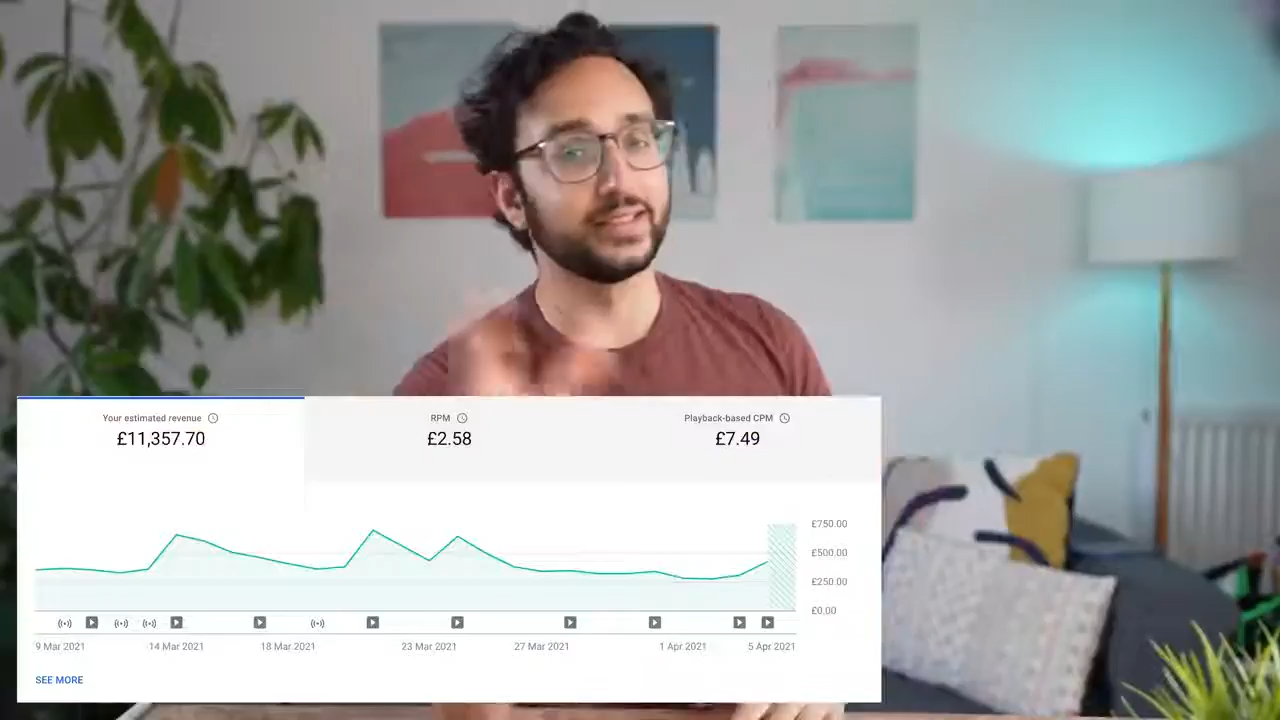 Your estimated revenue RPM Playback-based CPM
£11,357.70 £2.58 £7.49
£750.00
£500.00
£250.00
£0.00
9 Mar 2021 14 Mar 2021 18 Mar 2021 23 Mar 2021 27 Mar 2021 1 Apr 2021 5 Apr 2021
SEE MORE